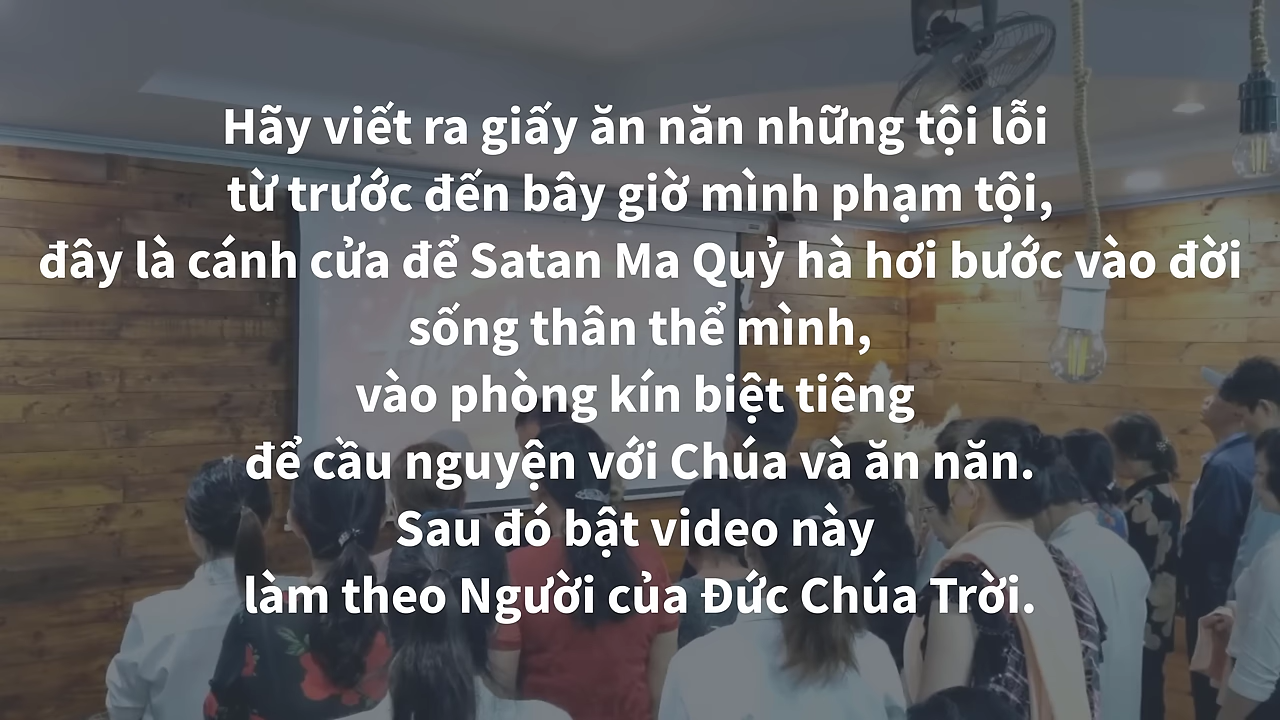 Hãy viết ra giấy ăn năn những tội lỗi
từ trước đến bây giờ mình phạm tội,
đây là cánh cửa để Satan Ma Quỷ hà hơi bước vào đời
sống thân thể mình,
vào phòng kín biệt tiêng
để cầu nguyện với Chúa và ăn năn.
Sau đó bật video này
làm theo Người của Đức Chúa Trời.